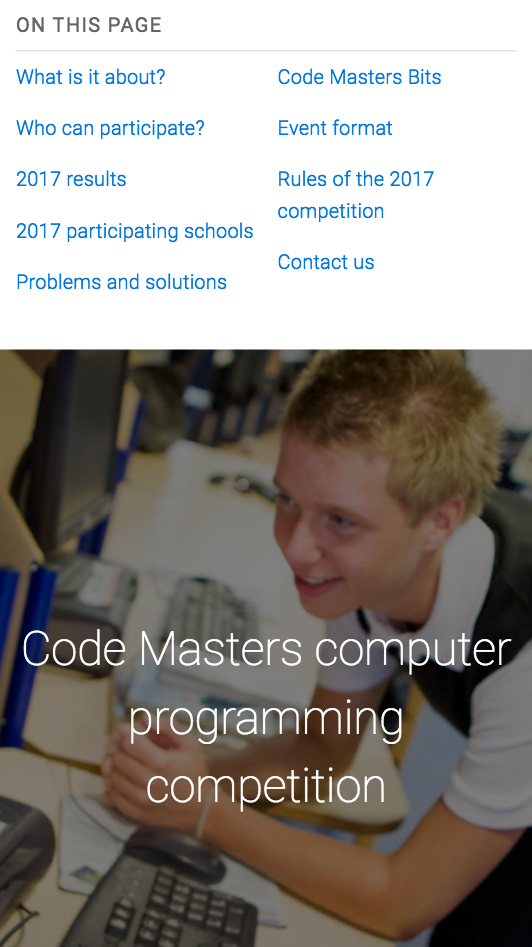 ON THIS PAGE
What is it about?
Who can participate?
2017 results
2017 participating schools
Problems and solutions
Code Masters Bits
Event format
Rules of the 2017
competition
Contact us
Code Masters computer
programming
competition